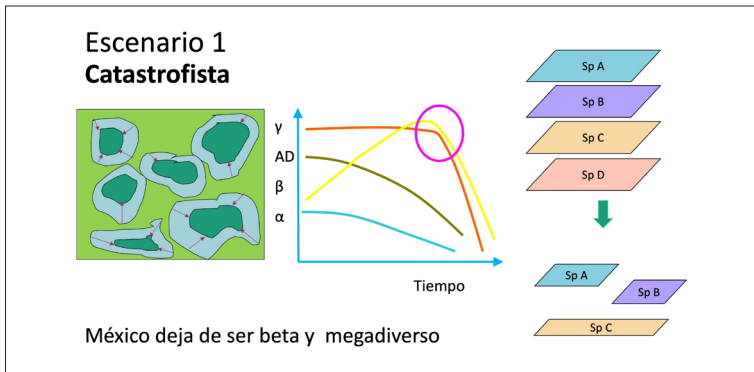 Escenario 1
Catastrofista
γ
AD
β
α
Tiempo
Sp A
Sp B
Sp C
Sp D
Sp A
Sp B
Sp C
México deja de ser beta y megadiverso